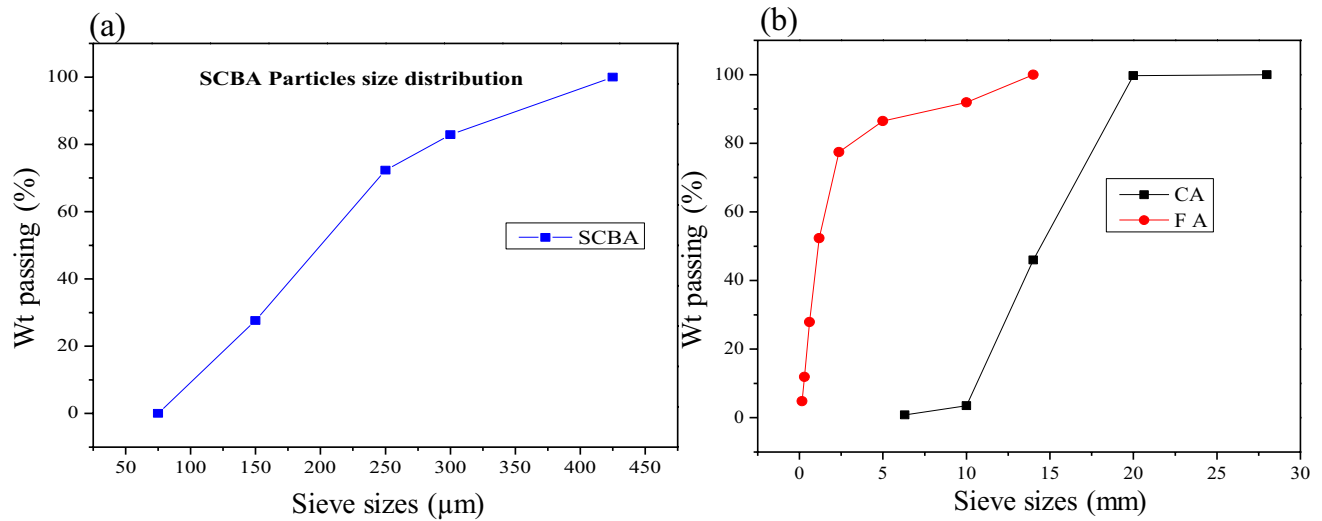 (a)
SCBA Particles size distribution
SCBA
Wt passing (%)
100
80
60
40
20
0
50 100 150 200 250 300 350 400 450
Sieve sizes (µm)
(b)
CA
F A
Wt passing (%)
100
80
60
40
20
0
0 5 10 15 20 25 30
Sieve sizes (mm)